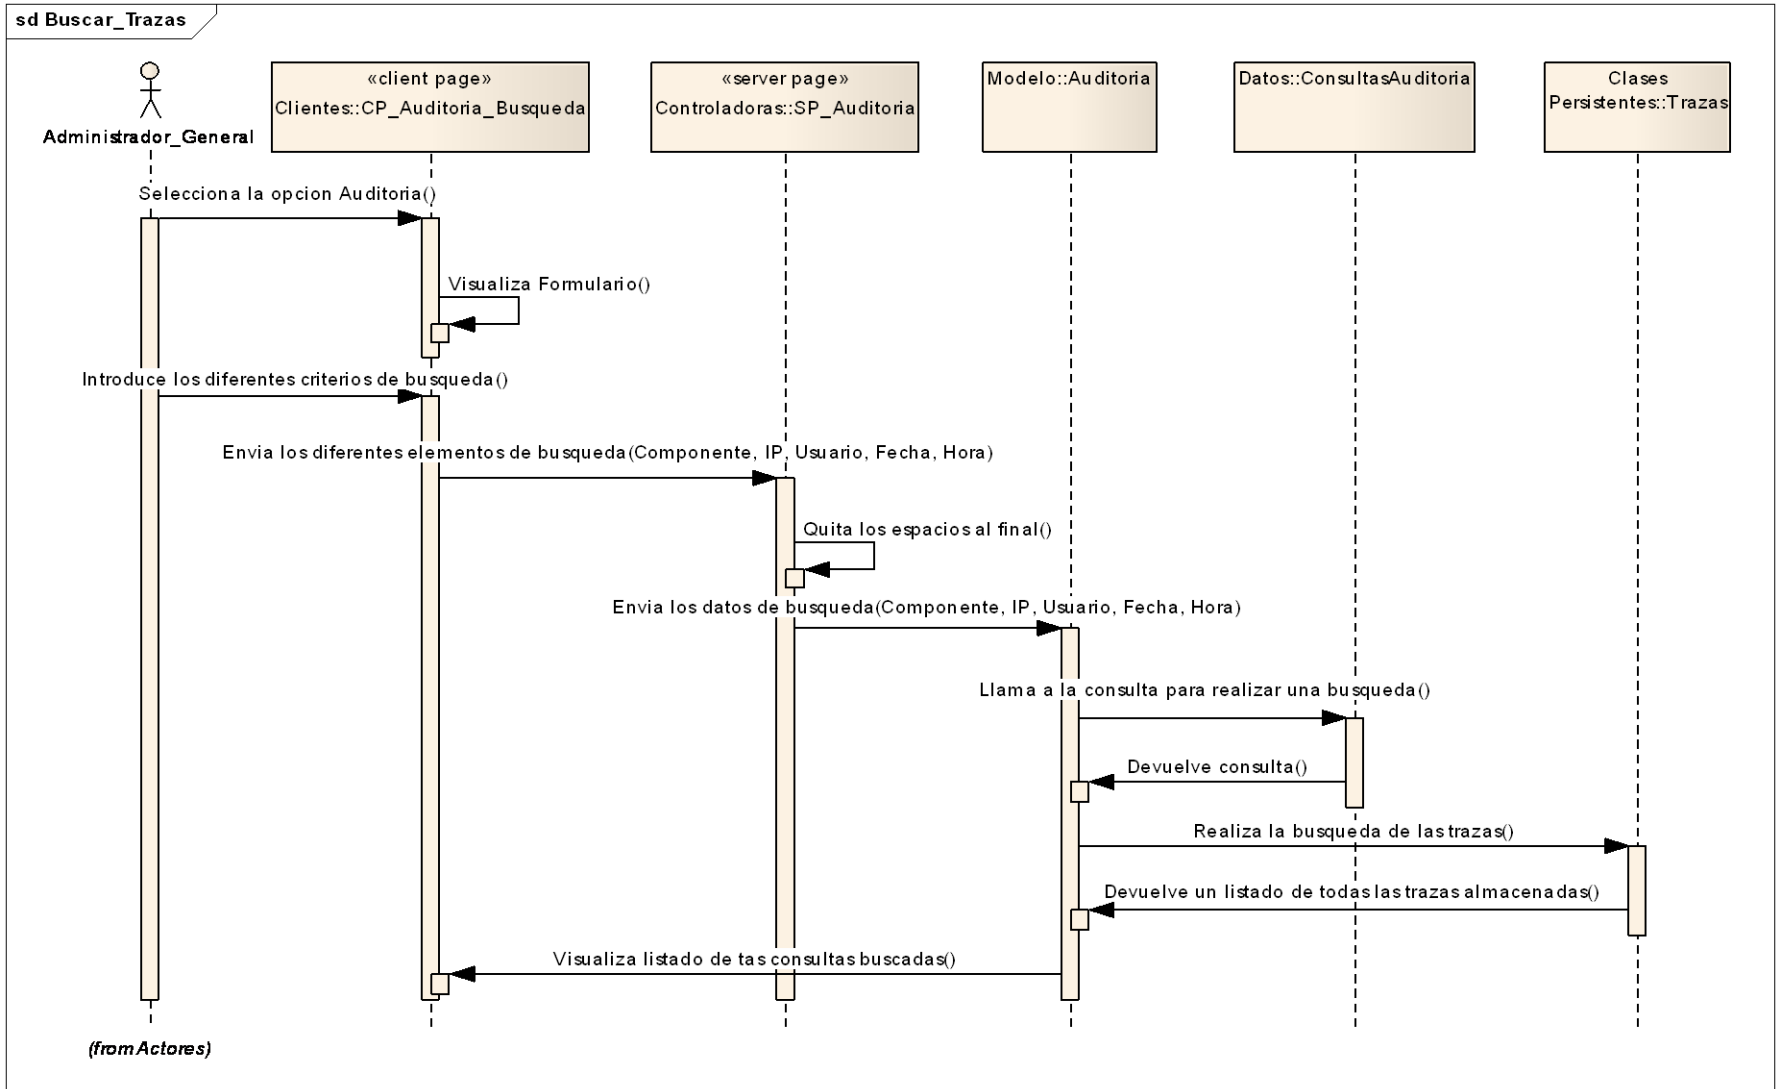 sd Buscar_Trazas
Administrador_General
«client page»
Clientes::CP_Auditoria_Busqueda
«server page»
Controladoras::SP_Auditoria
Modelo::Auditoria
Datos::ConsultasAuditoria
Clases
Persistentes::Trazas
Selecciona la opcion Auditoria()
Visualiza Formulario()
Introduce los diferentes criterios de busqueda()
Envia los diferentes elementos de busqueda(Componente, IP, Usuario, Fecha, Hora)
Quita los espacios al final()
Envia los datos de busqueda(Componente, IP, Usuario, Fecha, Hora)
Llama a la consulta para realizar una busqueda()
Devuelve consulta()
Realiza la busqueda de las trazas()
Devuelve un listado de todas las trazas almacenadas()
Visualiza listado de tas consultas buscadas()
(from Actores)